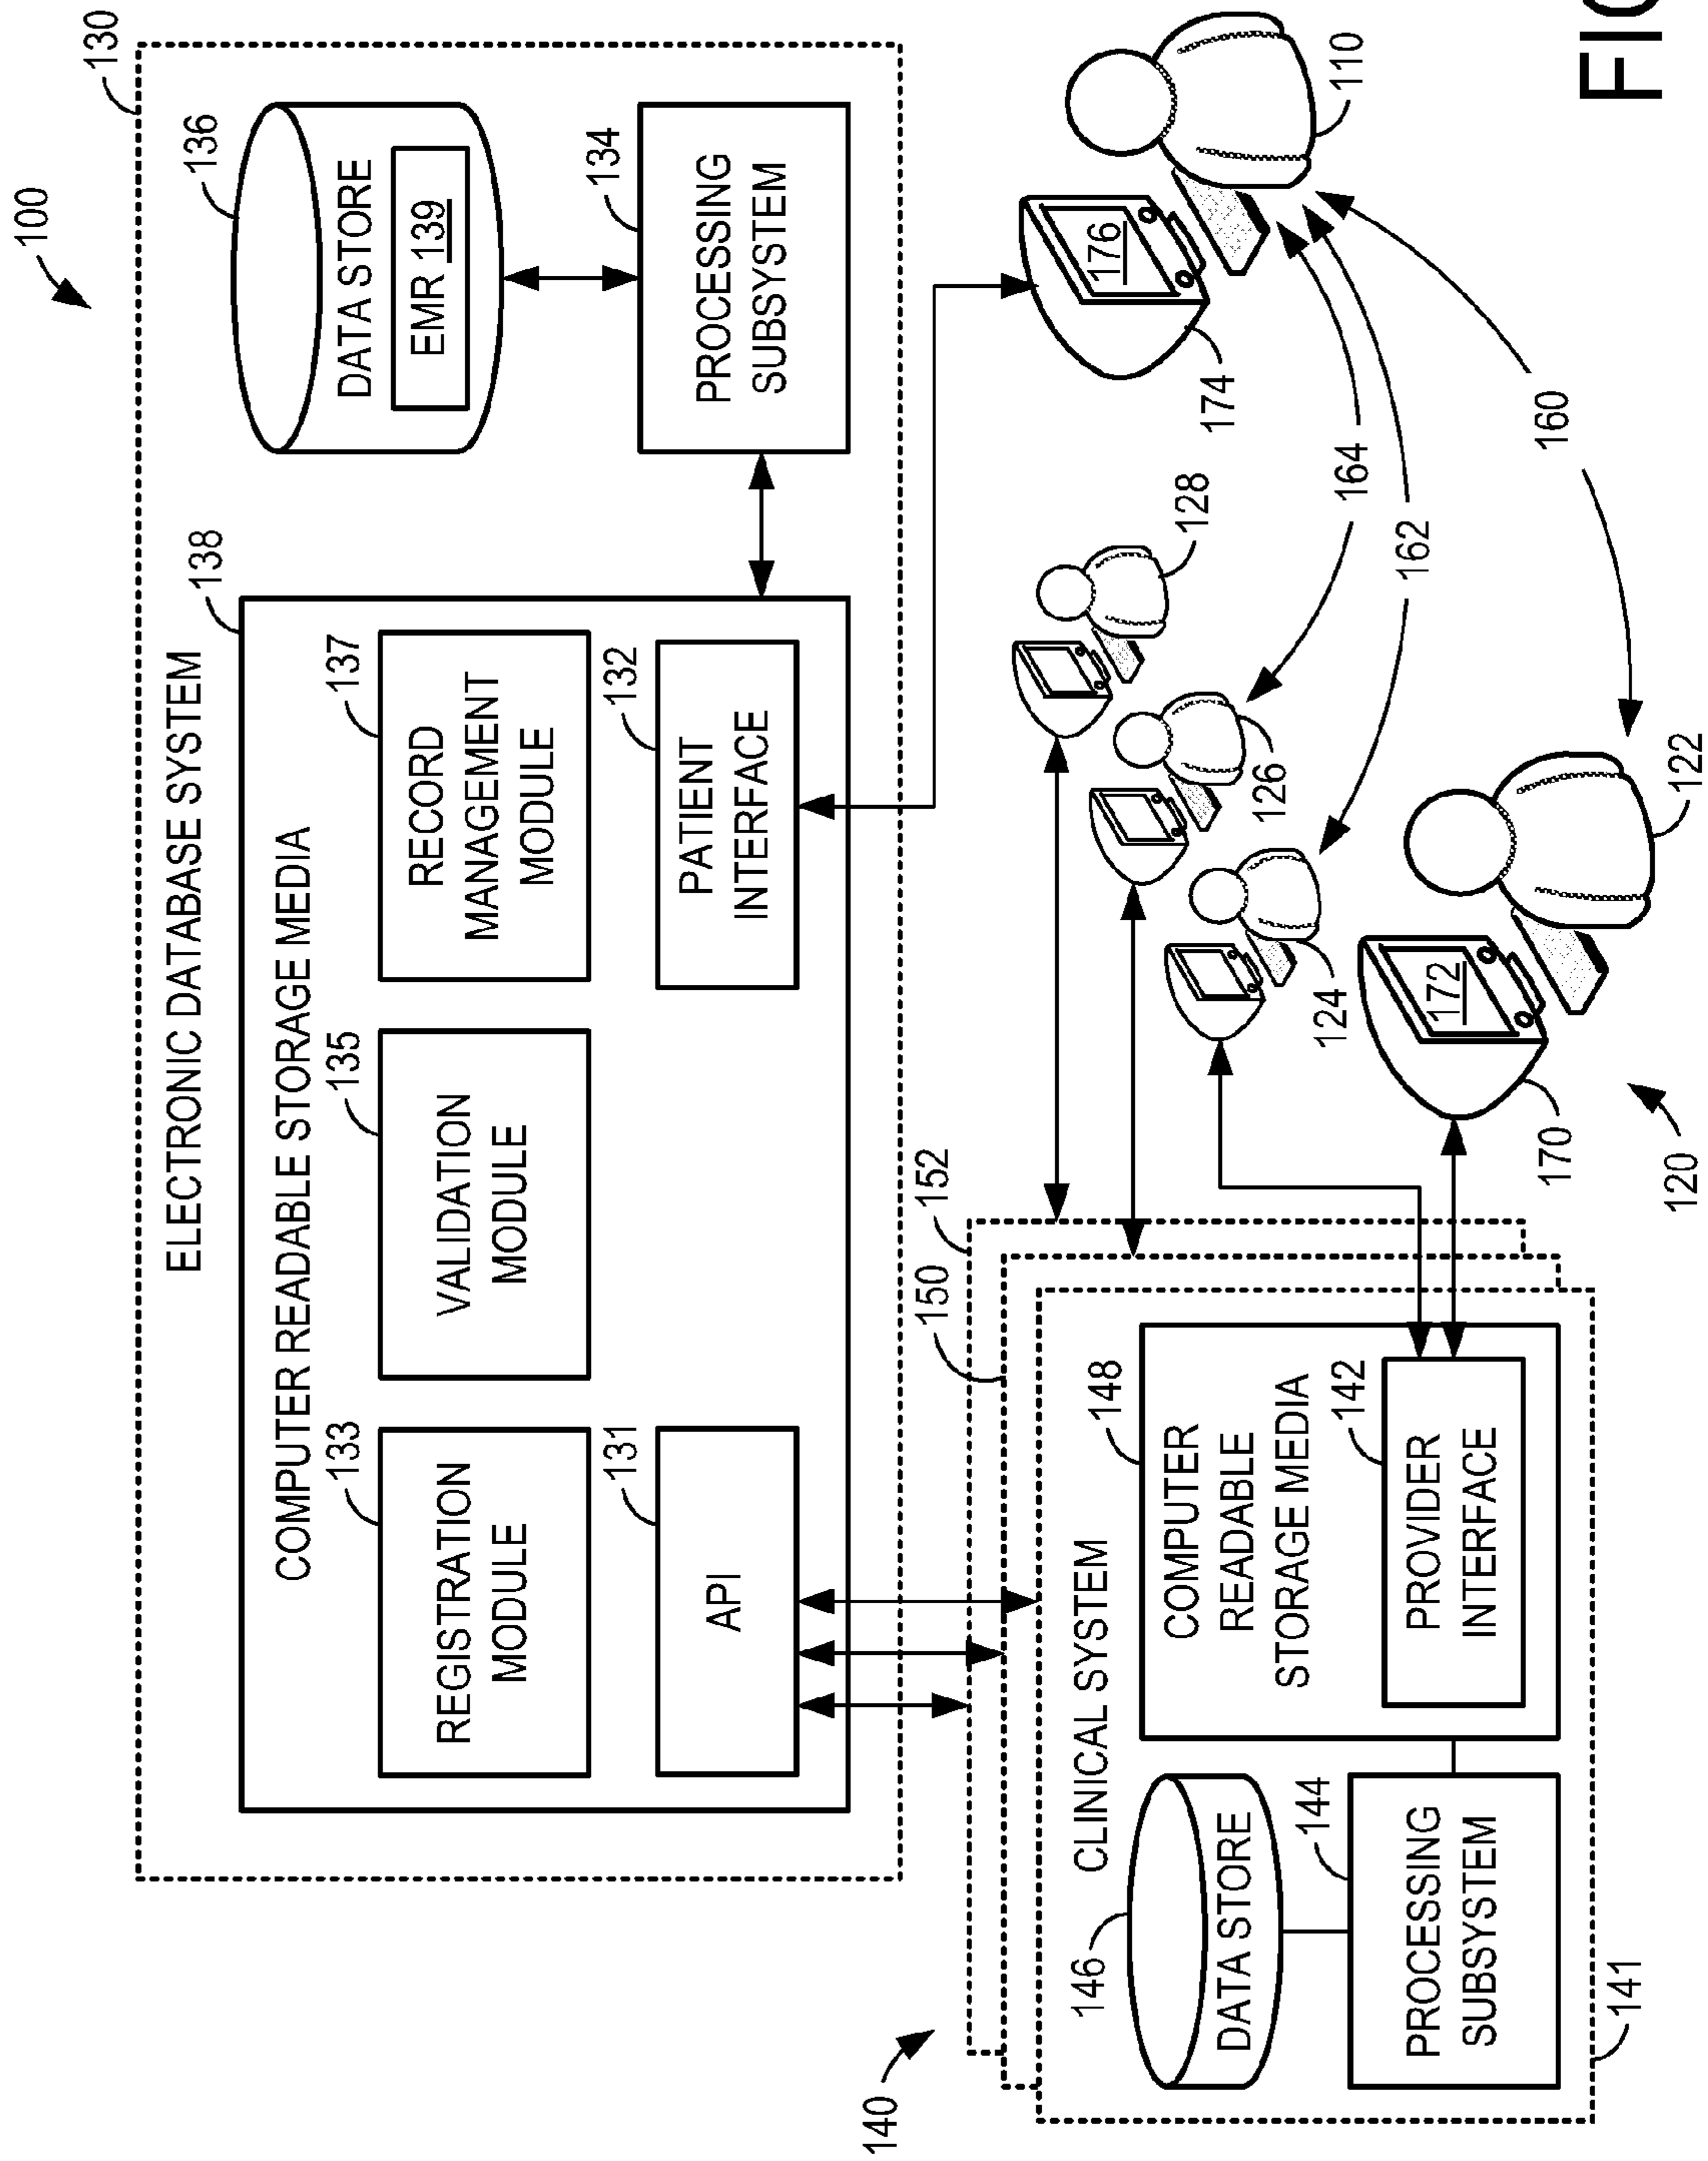 100
130
ELECTRONIC DATABASE SYSTEM
138
COMPUTER READABLE STORAGE MEDIA
133
REGISTRATION
MODULE
135
VALIDATION
MODULE
137
RECORD
MANAGEMENT
MODULE
131
API
132
PATIENT
INTERFACE
136
DATA STORE
EMR 139
134
PROCESSING
SUBSYSTEM
140
150
152
CLINICAL SYSTEM
146
DATA STORE
144
PROCESSING
SUBSYSTEM
148
COMPUTER
READABLE
STORAGE MEDIA
142
PROVIDER
INTERFACE
141
128
126
124
174
176
110
164
162
160
170
172
122
120